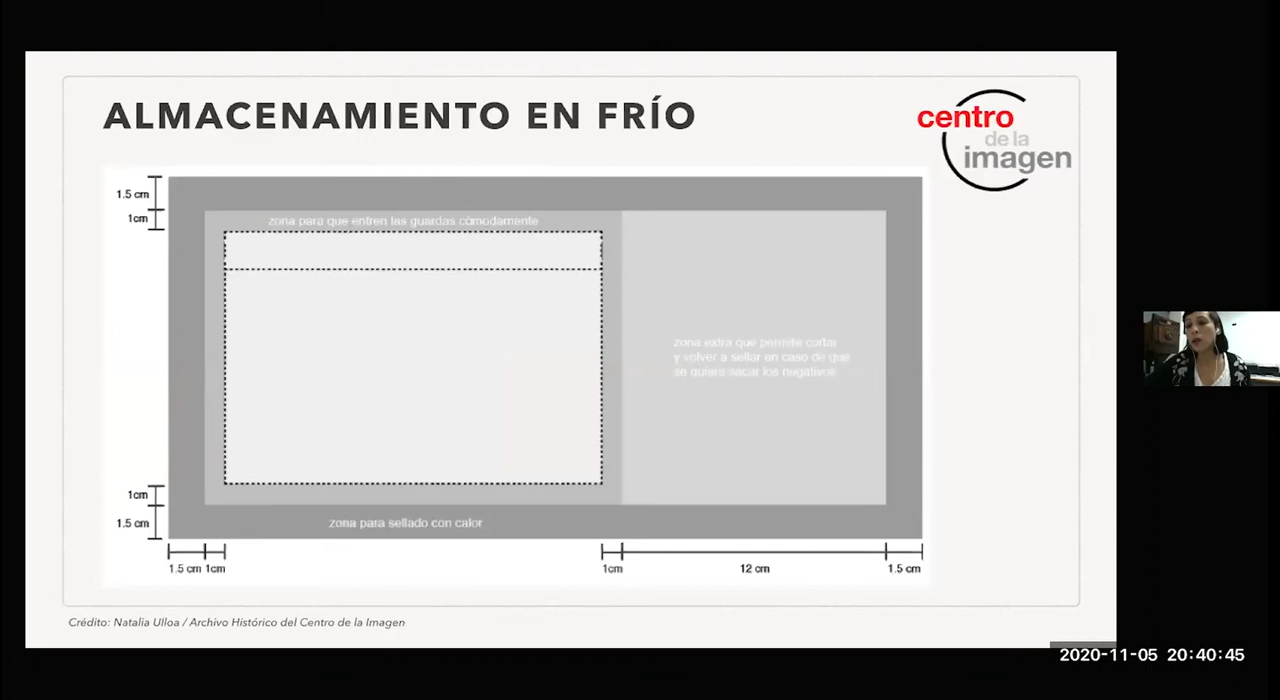 ALMACENAMIENTO EN FRÍO
centro
de la
imagen
1.5 cm
1cm
zona para que entren las guardas cómodamente
zona extra que permite cortar
y volver a sellar en caso de que
se quiera sacar los negativos
1cm
1.5 cm
zona para sellado con calor
1.5 cm 1cm
1cm
12 cm
1.5 cm
Crédito: Natalia Ulloa / Archivo Histórico del Centro de la Imagen
2020-11-05 20:40:45